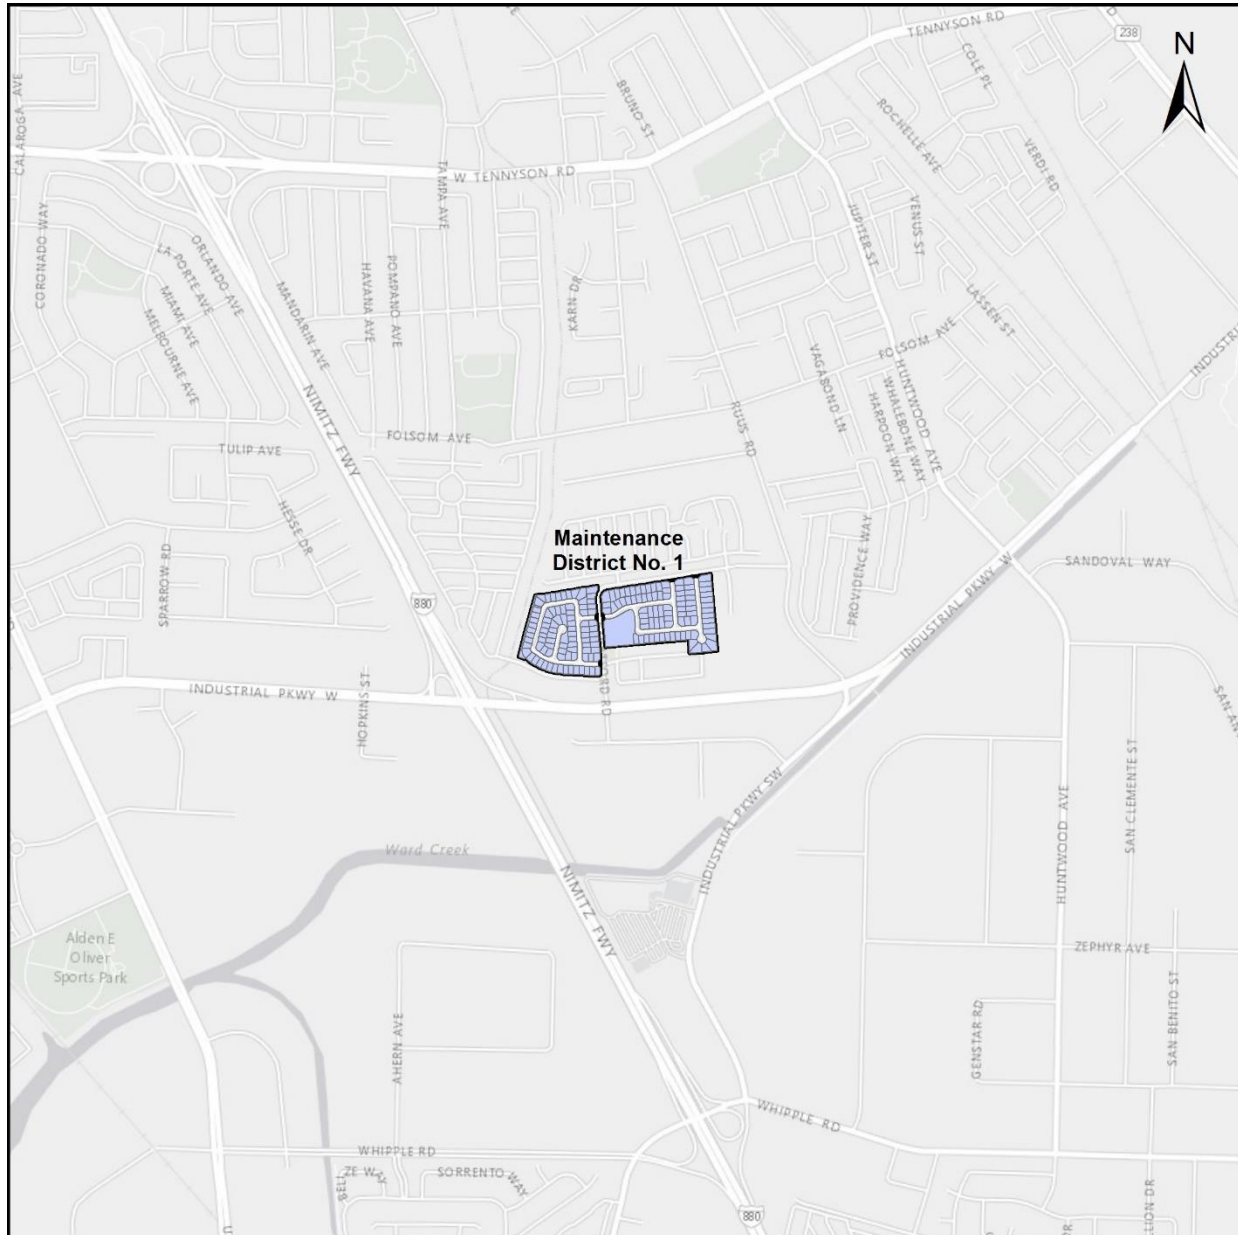 TENNYSON RD
238
N
CALAROGA AVE
BRUNO ST
COLE PL
ROCHELLE AVE
VERDI RD
TAMPA AVE
W TENNYSON RD
CORONADO WAY
ORLANDO AVE
LA PORTE AVE
MIAMI AVE
MELBOURNE AVE
MANDARIN AVE
HAVANA AVE
POMPANO AVE
KARN DR
JUPITER ST
VENUS ST
LASSEN ST
FOLSOM AVE
VAGABOND LN
HUNTWOOD AVE
WHALEBONE WAY
HARPOON WAY
NIMITZ FWY
RUUS RD
FOLSOM AVE
TULIP AVE
HESSE DR
SPARROW RD
PROVIDENCE WAY
SANDOVAL WAY
Maintenance
District No. 1
880
INDUSTRIAL PKWY W
INDUSTRIAL PKWY W
HOPKINS ST
INDUSTRIAL PKWY SW
HUNTWOOD AVE
SAN CLEMENTE ST
Ward Creek
NIMITZ FWY
Alden E
Oliver
Sports Park
ZEPHYR AVE
GENSTAR RD
SAN BENITO ST
AHERN AVE
WHIPPLE RD
WHIPPLE RD
SORRENTO WAY
880